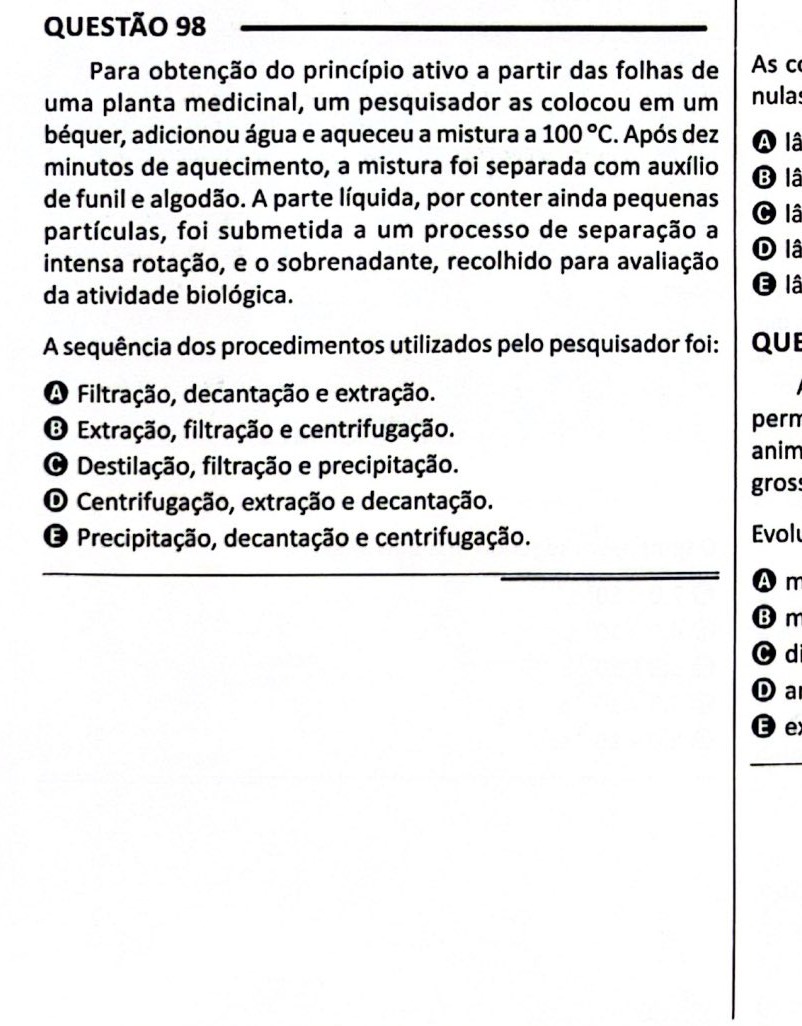 QUESTÃO 98
Para obtenção do princípio ativo a partir das folhas de
uma planta medicinal, um pesquisador as colocou em um
béquer, adicionou água e aqueceu a mistura a 100 °C. Após dez
minutos de aquecimento, a mistura foi separada com auxílio
de funil e algodão. A parte líquida, por conter ainda pequenas
partículas, foi submetida a um processo de separação a
intensa rotação, e o sobrenadante, recolhido para avaliação
da atividade biológica.
A sequência dos procedimentos utilizados pelo pesquisador foi:
A Filtração, decantação e extração.
B Extração, filtração e centrifugação.
C Destilação, filtração e precipitação.
D Centrifugação, extração e decantação.
E Precipitação, decantação e centrifugação.
As
A
B
C
D
E
A
B
C
D
E